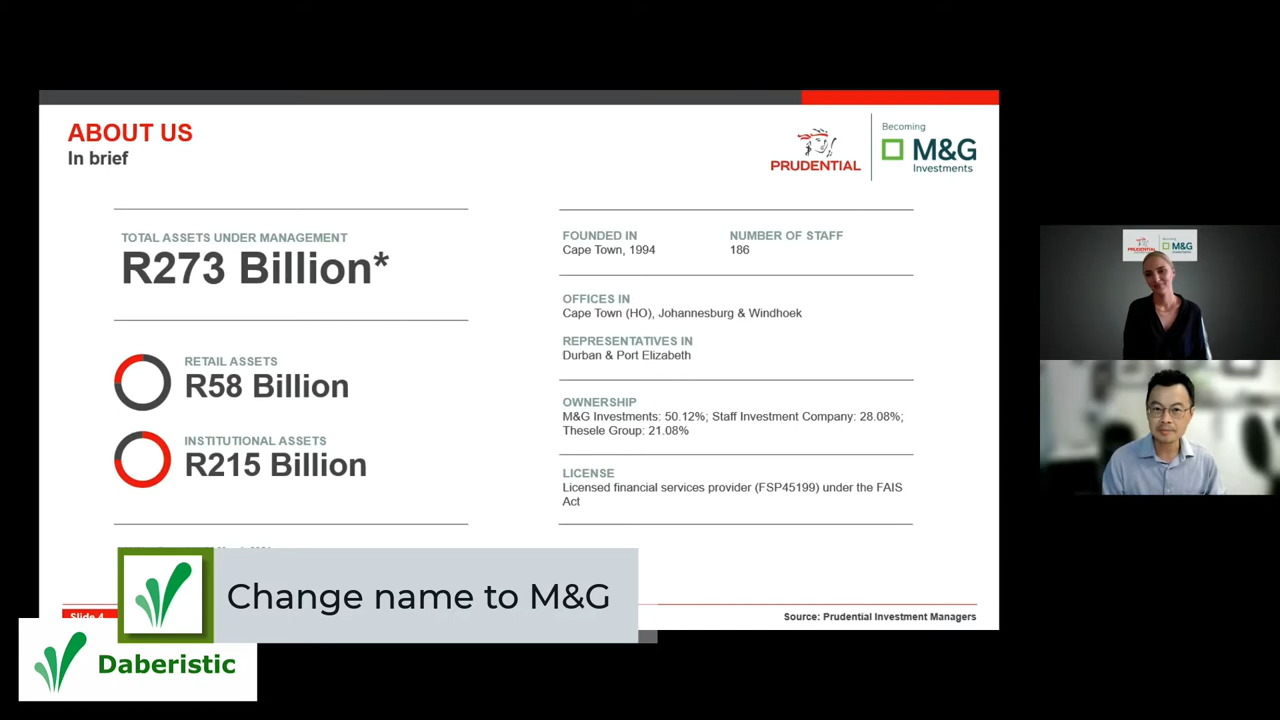 ABOUT US
In brief
PRUDENTIAL
Becoming
M&G
Investments
TOTAL ASSETS UNDER MANAGEMENT
R273 Billion*
RETAIL ASSETS
R58 Billion
INSTITUTIONAL ASSETS
R215 Billion
FOUNDED IN
Cape Town, 1994
NUMBER OF STAFF
186
OFFICES IN
Cape Town (HO), Johannesburg & Windhoek
REPRESENTATIVES IN
Durban & Port Elizabeth
OWNERSHIP
M&G Investments: 50.12%; Staff Investment Company: 28.08%;
Thesele Group: 21.08%
LICENSE
Licensed financial services provider (FSP45199) under the FAIS
Act
Slide 4
Source: Prudential Investment Managers
Change name to M&G
Daberistic
PRUDENTIAL
M&G